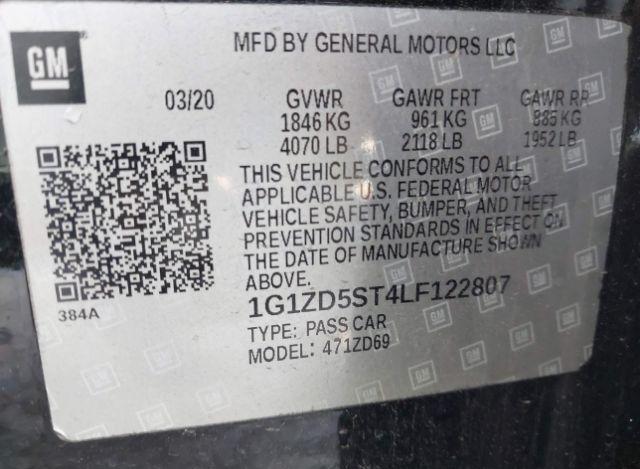 GM
MFD BY GENERAL MOTORS LLC
03/20 GVWR GAWR FRT GAWR RR
1846 KG 961 KG 885 KG
4070 LB 2118 LB 1952 LB
THIS VEHICLE CONFORMS TO ALL
APPLICABLE U.S. FEDERAL MOTOR
VEHICLE SAFETY, BUMPER, AND THEFT
PREVENTION STANDARDS IN EFFECT ON
THE DATE OF MANUFACTURE SHOWN
ABOVE.
384A
1G1ZD5ST4LF122807
TYPE: PASS CAR
MODEL: 471ZD69